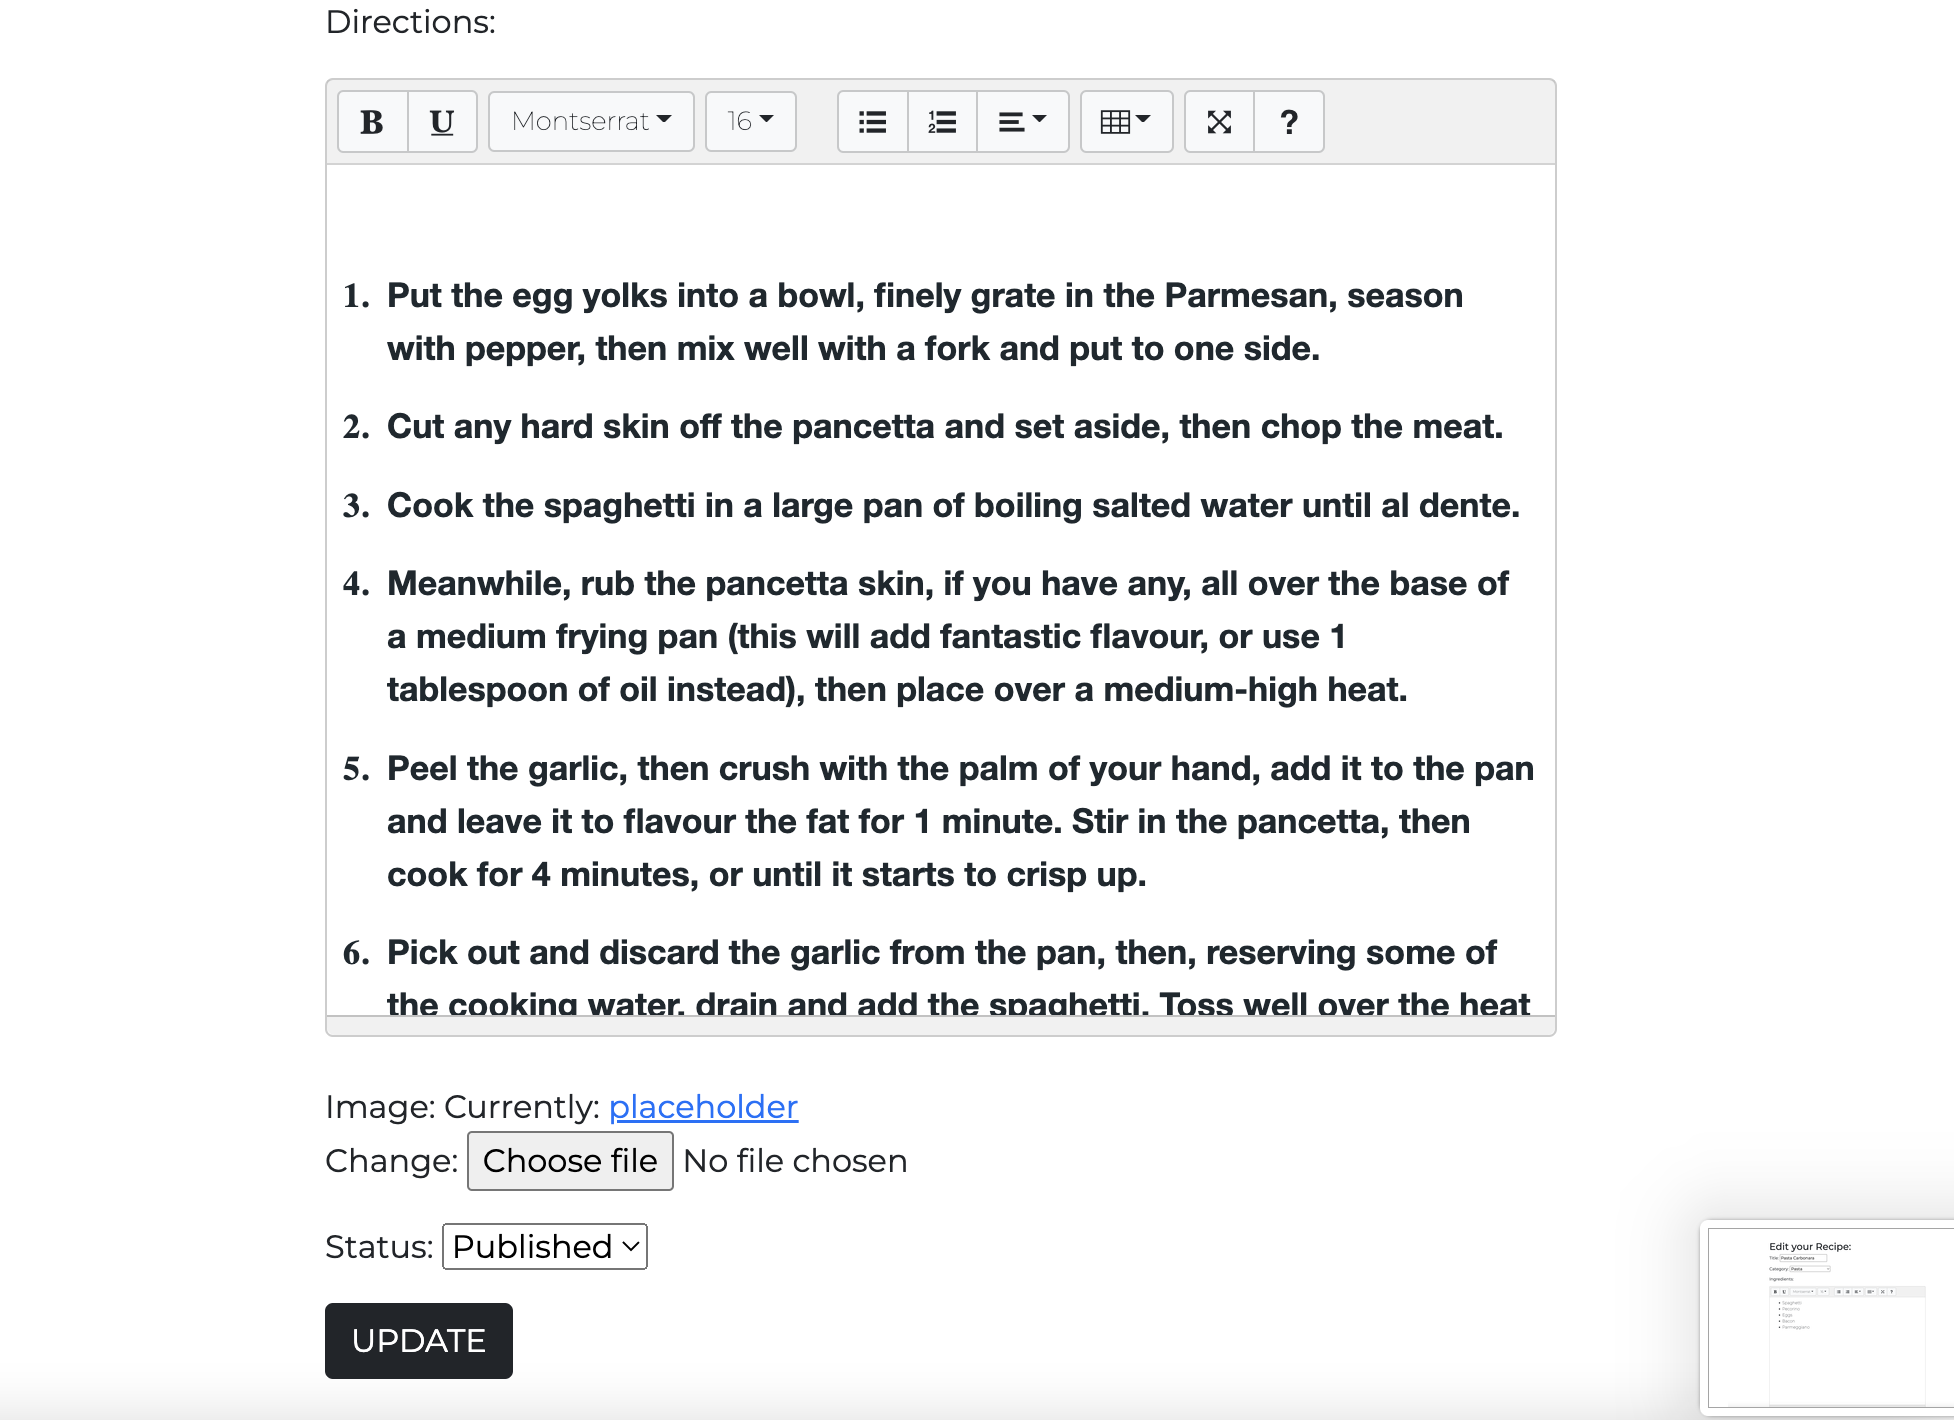 Directions:
B U Montserrat 16 ?
1. Put the egg yolks into a bowl, finely grate in the Parmesan, season
with pepper, then mix well with a fork and put to one side.
2. Cut any hard skin off the pancetta and set aside, then chop the meat.
3. Cook the spaghetti in a large pan of boiling salted water until al dente.
4. Meanwhile, rub the pancetta skin, if you have any, all over the base of
a medium frying pan (this will add fantastic flavour, or use 1
tablespoon of oil instead), then place over a medium-high heat.
5. Peel the garlic, then crush with the palm of your hand, add it to the pan
and leave it to flavour the fat for 1 minute. Stir in the pancetta, then
cook for 4 minutes, or until it starts to crisp up.
6. Pick out and discard the garlic from the pan, then, reserving some of
the cooking water, drain and add the spaghetti. Toss well over the heat
Image: Currently: placeholder
Change: Choose file No file chosen
Status: Published
UPDATE
Edit your Recipe:
Title: Pasta Carbonara
Category: Pasta
Ingredients:
Spaghetti
Eggs
Bacon